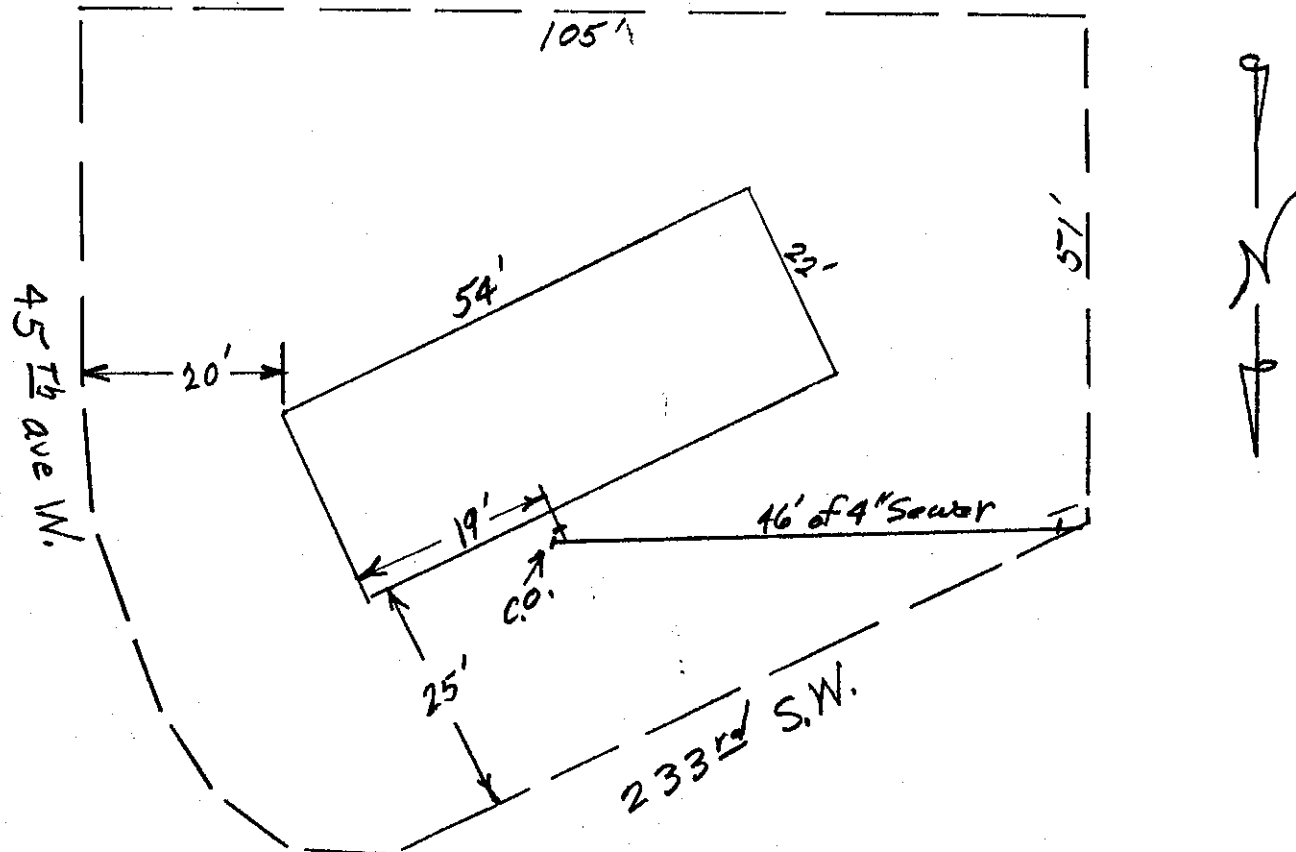 105'
51'
54'
22'
20'
45Th ave W.
19'
46' of 4" Sewer
C.O.
25'
233rd S.W.
N